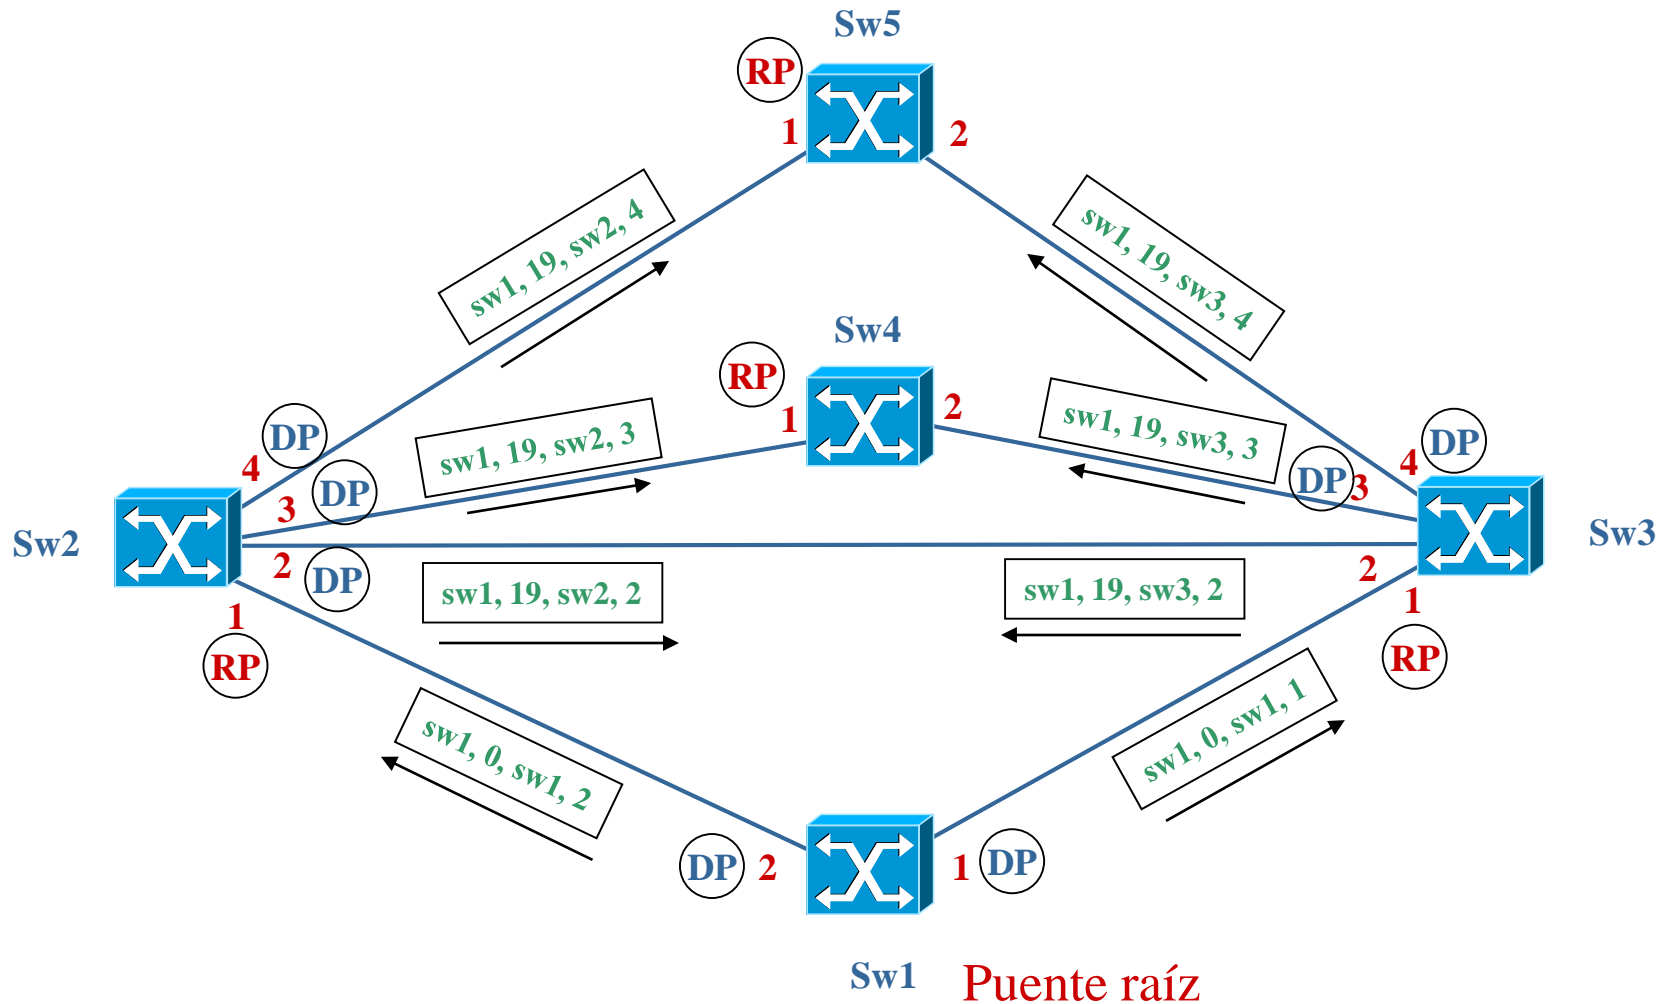 Sw5
RP
1
2
sw1, 19, sw2, 4
sw1, 19, sw3, 4
Sw4
RP
1
2
sw1, 19, sw2, 3
sw1, 19, sw3, 3
DP
4
DP
3
DP
4
DP
3
Sw2
Sw3
2
DP
sw1, 19, sw2, 2
sw1, 19, sw3, 2
2
1
RP
1
RP
sw1, 0, sw1, 2
sw1, 0, sw1, 1
DP
2
1
DP
Sw1
Puente raíz